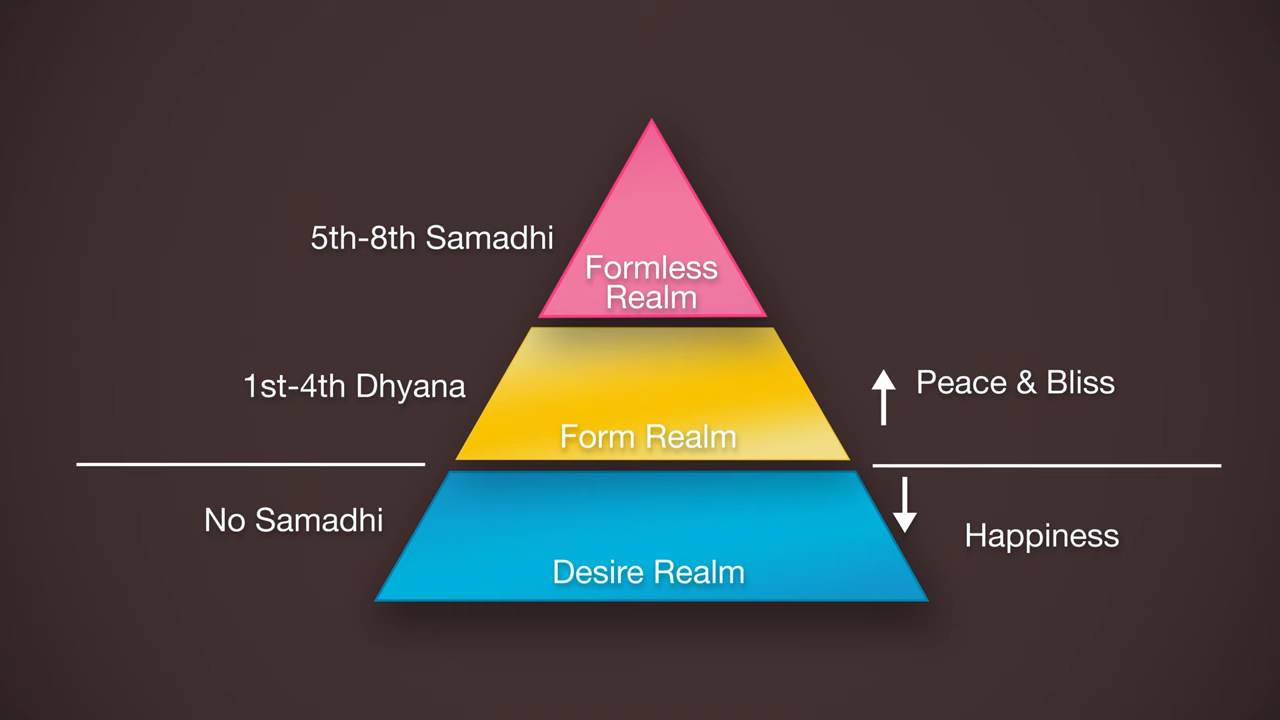 5th-8th Samadhi
Formless
Realm
1st-4th Dhyana
Peace & Bliss
Form Realm
No Samadhi
Happiness
Desire Realm